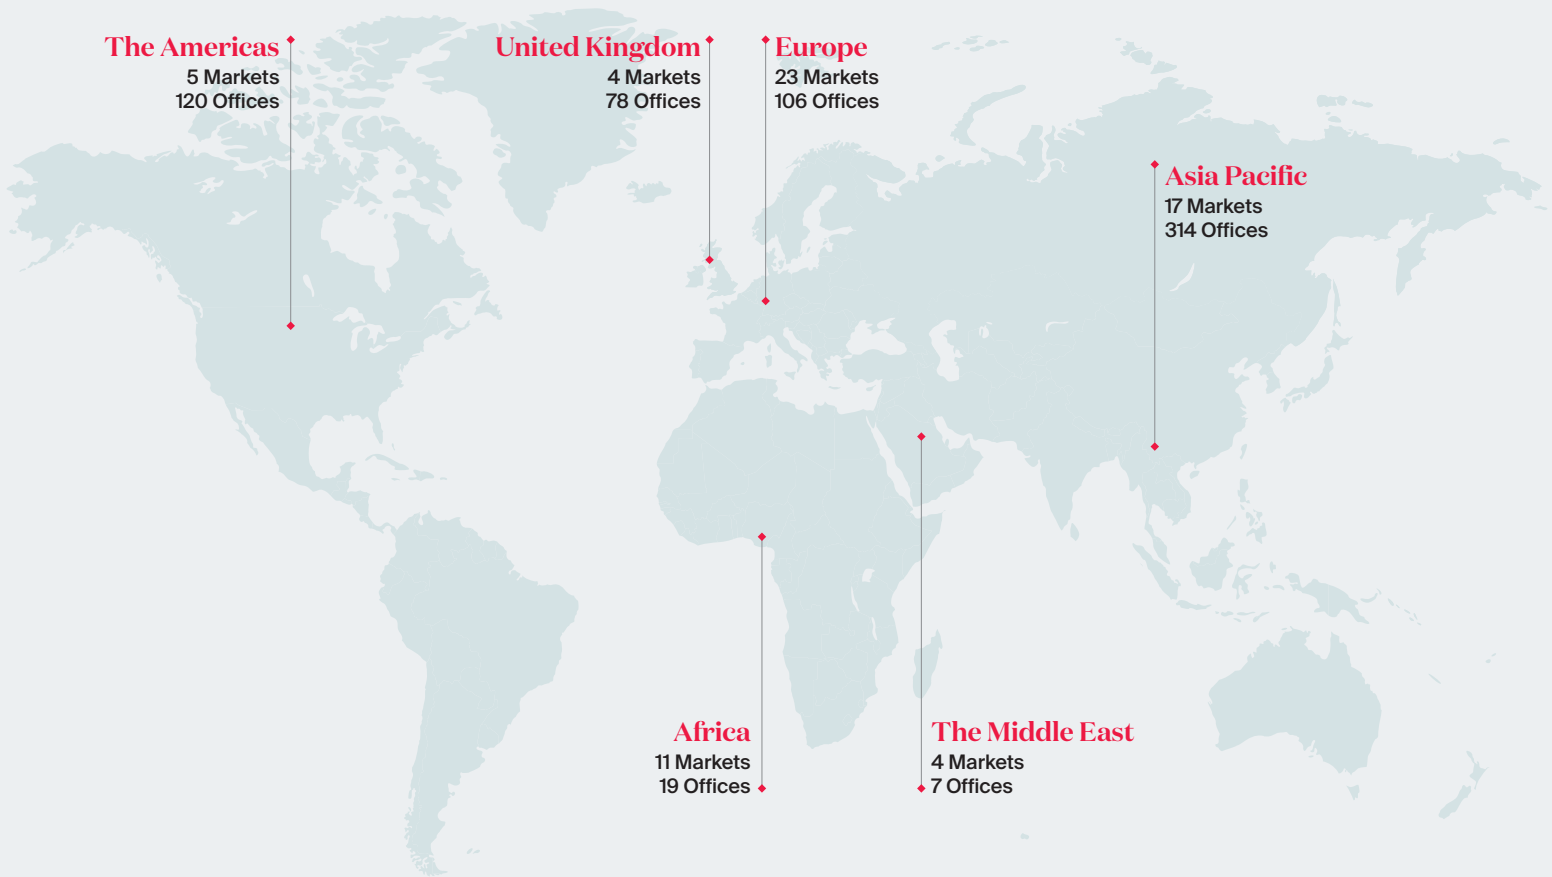 The Americas
5 Markets
120 Offices
United Kingdom
4 Markets
78 Offices
Europe
23 Markets
106 Offices
Asia Pacific
17 Markets
314 Offices
Africa
11 Markets
19 Offices
The Middle East
4 Markets
7 Offices